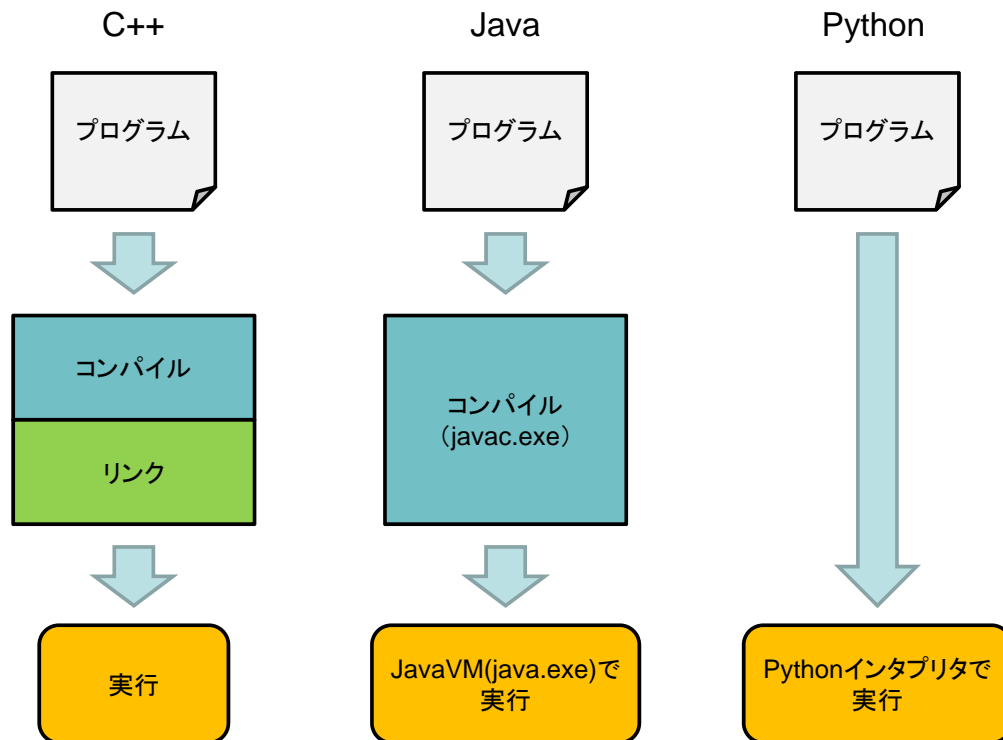 C++
プログラム
コンパイル
リンク
実行
Java
プログラム
コンパイル
（javac.exe）
JavaVM(java.exe)で
実行
Python
プログラム
Pythonインタプリタで
実行